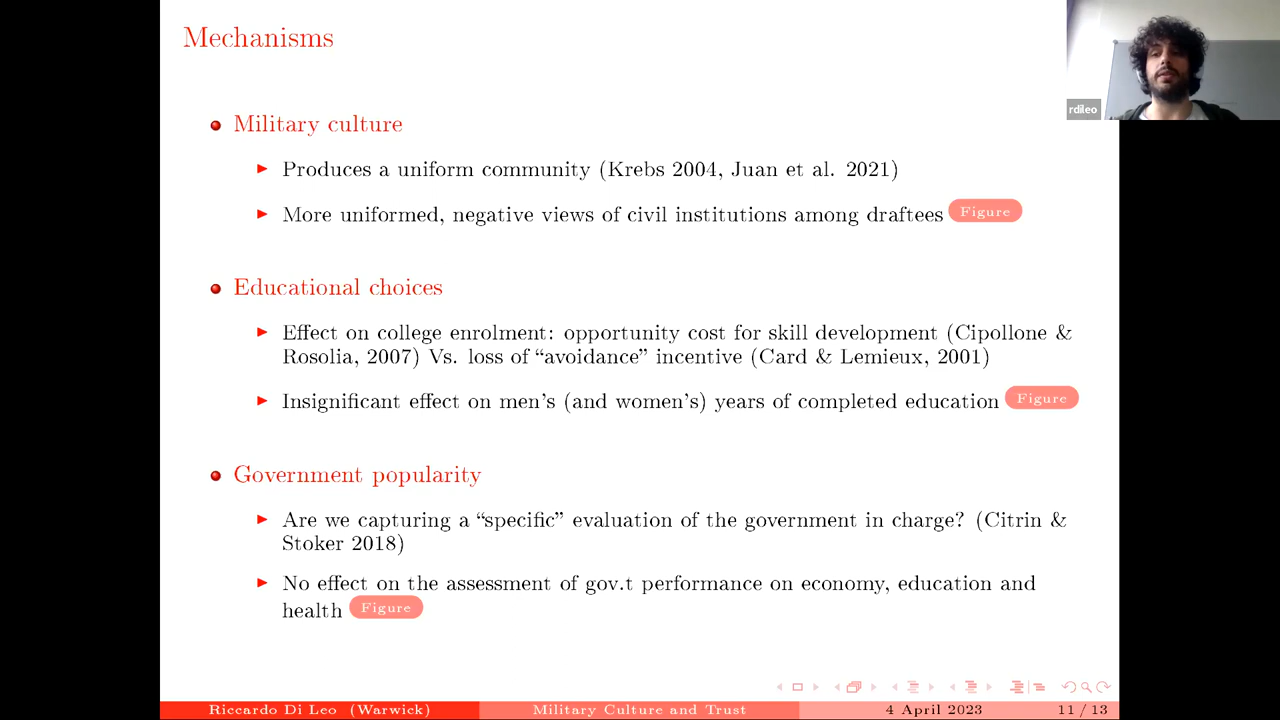 Mechanisms
rdileo
Military culture
Produces a uniform community (Krebs 2004, Juan et al. 2021)
More uniformed, negative views of civil institutions among draftees Figure
Educational choices
Effect on college enrolment: opportunity cost for skill development (Cipollone &
Rosolia, 2007) Vs. loss of “avoidance” incentive (Card & Lemieux, 2001)
Insignificant effect on men's (and women's) years of completed education Figure
Government popularity
Are we capturing a “specific” evaluation of the government in charge? (Citrin &
Stoker 2018)
No effect on the assessment of gov.t performance on economy, education and
health Figure
Riccardo Di Leo (Warwick) Military Culture and Trust 4 April 2023 11 / 13